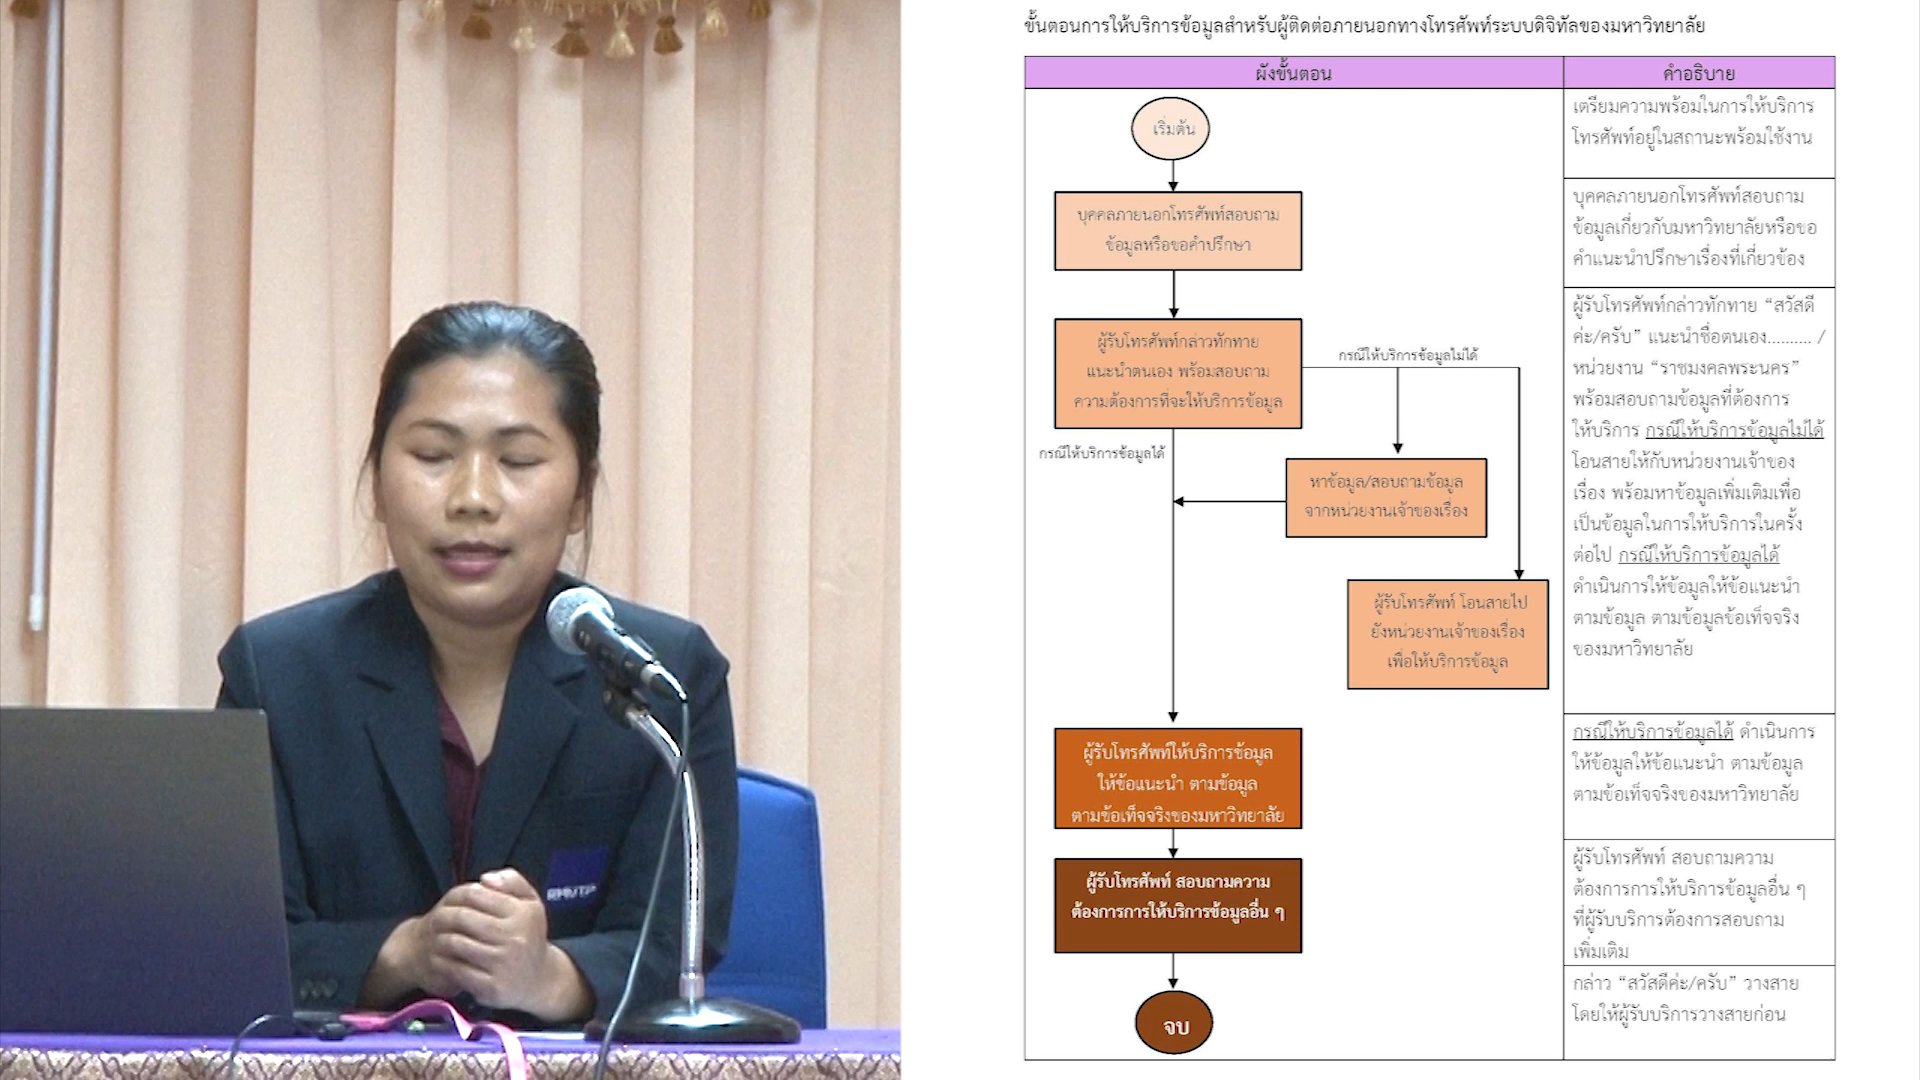 ขั้นตอนการให้บริการข้อมูลสำหรับผู้ติดต่อภายนอกทางโทรศัพท์ระบบดิจิทัลของมหาวิทยาลัย
ผังขั้นตอน
คำอธิบาย
เริ่มต้น
เตรียมความพร้อมในการให้บริการ
โทรศัพท์อยู่ในสถานะพร้อมใช้งาน
บุคคลภายนอกโทรศัพท์สอบถาม
ข้อมูลหรือขอคำปรึกษา
บุคคลภายนอกโทรศัพท์สอบถาม
ข้อมูลเกี่ยวกับมหาวิทยาลัยหรือขอ
คำแนะนำปรึกษาเรื่องที่เกี่ยวข้อง
ผู้รับโทรศัพท์กล่าวทักทาย
แนะนำตนเอง พร้อมสอบถาม
ความต้องการที่จะให้บริการข้อมูล
กรณีให้บริการข้อมูลไม่ได้
กรณีให้บริการข้อมูลได้
หาข้อมูล/สอบถามข้อมูล
จากหน่วยงานเจ้าของเรื่อง
ผู้รับโทรศัพท์ โอนสายไป
ยังหน่วยงานเจ้าของเรื่อง
เพื่อให้บริการข้อมูล
ผู้รับโทรศัพท์กล่าวทักทาย “สวัสดี
ค่ะ/ครับ” แนะนำชื่อตนเอง......... /
หน่วยงาน “ราชมงคลพระนคร”
พร้อมสอบถามข้อมูลที่ต้องการ
ให้บริการ กรณีให้บริการข้อมูลไม่ได้
โอนสายให้กับหน่วยงานเจ้าของ
เรื่อง พร้อมหาข้อมูลเพิ่มเติมเพื่อ
เป็นข้อมูลในการให้บริการในครั้ง
ต่อไป กรณีให้บริการข้อมูลได้
ดำเนินการให้ข้อมูลให้ข้อแนะนำ
ตามข้อมูล ตามข้อมูลข้อเท็จจริง
ของมหาวิทยาลัย
ผู้รับโทรศัพท์ให้บริการข้อมูล
ให้ข้อแนะนำ ตามข้อมูล
ตามข้อเท็จจริงของมหาวิทยาลัย
กรณีให้บริการข้อมูลได้ ดำเนินการ
ให้ข้อมูลให้ข้อแนะนำ ตามข้อมูล
ตามข้อเท็จจริงของมหาวิทยาลัย
ผู้รับโทรศัพท์ สอบถามความ
ต้องการการให้บริการข้อมูลอื่น ๆ
ผู้รับโทรศัพท์ สอบถามความ
ต้องการการให้บริการข้อมูลอื่น ๆ
ที่ผู้รับบริการต้องการสอบถาม
เพิ่มเติม
จบ
กล่าว “สวัสดีค่ะ/ครับ” วางสาย
โดยให้ผู้รับบริการวางสายก่อน
RMUTP